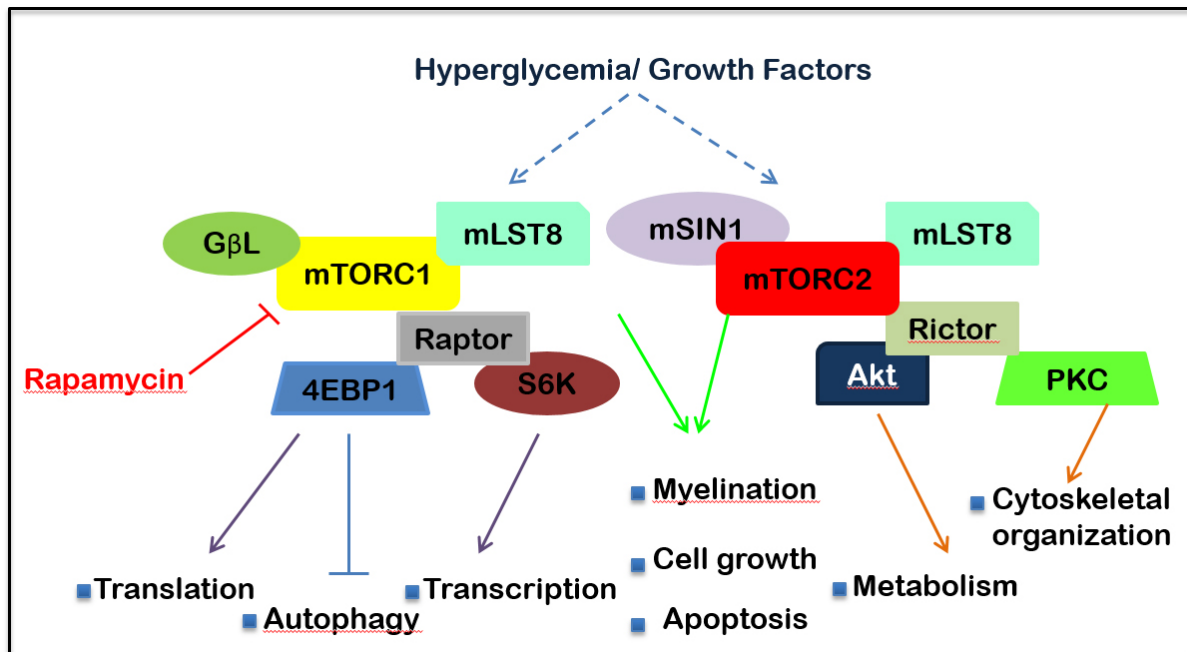 Hyperglycemia/ Growth Factors
GβL
mTORC1
mLST8
mSIN1
mTORC2
mLST8
Rapamycin
Raptor
4EBP1
S6K
Rictor
Akt
PKC
Translation
Autophagy
Transcription
Myelination
Cell growth
Apoptosis
Metabolism
Cytoskeletal
organization